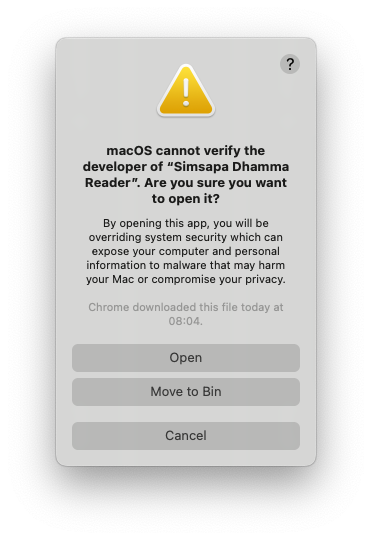 ?
macOS cannot verify the
developer of “Simsapa Dhamma
Reader”. Are you sure you want
to open it?
By opening this app, you will be
overriding system security which can
expose your computer and personal
information to malware that may harm
your Mac or compromise your privacy.
Chrome downloaded this file today at
08:04.
Open
Move to Bin
Cancel